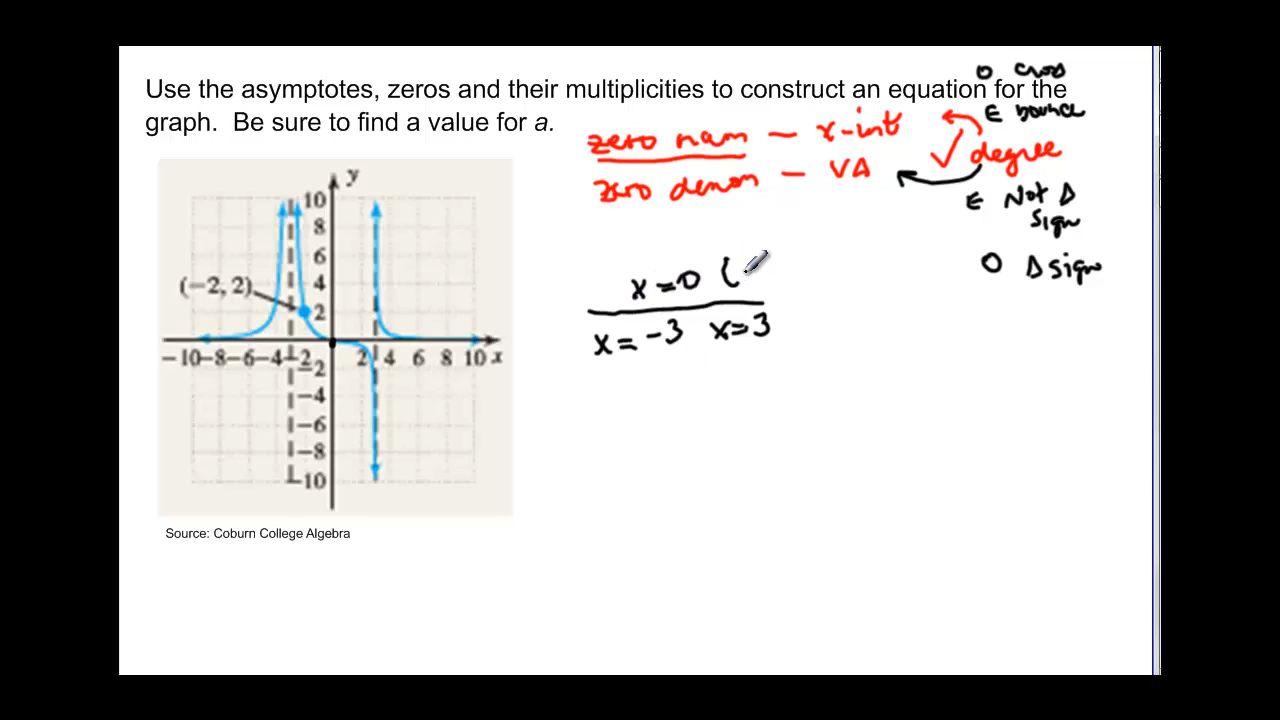 Use the asymptotes, zeros and their multiplicities to construct an equation for the
graph. Be sure to find a value for a.
O cross
E bounce
zero num — x-int
degree
zero denom — VA
E Not Δ
sign
O Δ sign
x=0 (
x=-3 x=3
y
10
8
6
4
2
(−2, 2)
−10−8−6−4−2 2 4 6 8 10 x
−2
−4
−6
−8
−10
Source: Coburn College Algebra